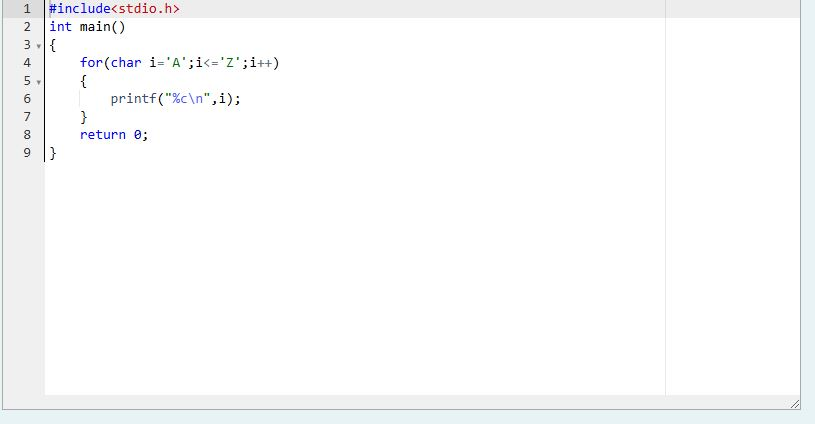 1 #include<stdio.h>
2 int main()
3 {
4     for(char i='A';i<='Z';i++)
5     {
6         printf("%c\n",i);
7     }
8     return 0;
9 }